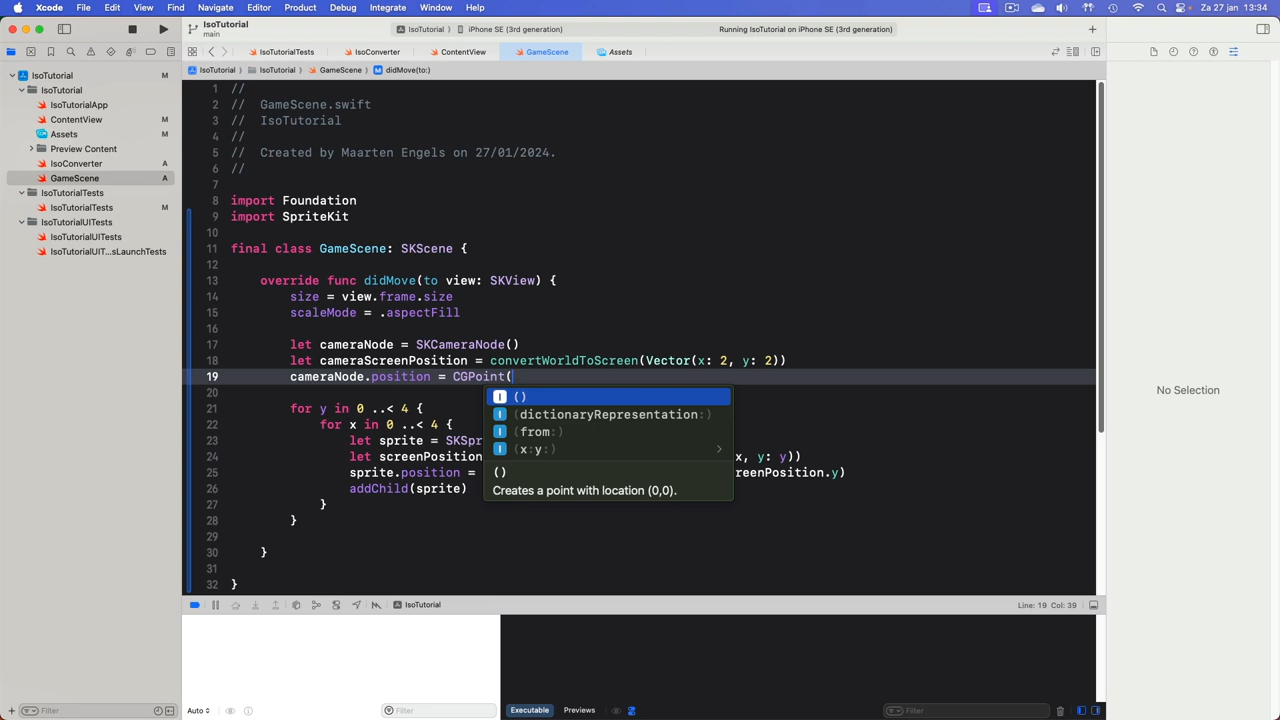 Xcode File Edit View Find Navigate Editor Product Debug Integrate Window Help Za 27 jan 13:34
IsoTutorial
main
IsoTutorial ⟩ iPhone SE (3rd generation)
Running IsoTutorial on iPhone SE (3rd generation)
IsoTutorialTests IsoConverter ContentView GameScene Assets
IsoTutorial ⟩ IsoTutorial ⟩ GameScene ⟩ M didMove(to:)
IsoTutorial M
IsoTutorial
IsoTutorialApp
ContentView M
Assets M
Preview Content
IsoConverter A
GameScene A
IsoTutorialTests
IsoTutorialTests M
IsoTutorialUITests
IsoTutorialUITests
IsoTutorialUIT...sLaunchTests
1 //
2 // GameScene.swift
3 // IsoTutorial
4 //
5 // Created by Maarten Engels on 27/01/2024.
6 //
7
8 import Foundation
9 import SpriteKit
10
11 final class GameScene: SKScene {
12
13 override func didMove(to view: SKView) {
14 size = view.frame.size
15 scaleMode = .aspectFill
16
17 let cameraNode = SKCameraNode()
18 let cameraScreenPosition = convertWorldToScreen(Vector(x: 2, y: 2))
19 cameraNode.position = CGPoint(
20
21 for y in 0 ..< 4 {
22 for x in 0 ..< 4 {
23 let sprite = SKSpr
24 let screenPosition x, y: y))
25 sprite.position = reenPosition.y)
26 addChild(sprite)
27 }
28 }
29
30 }
31
32 }
I ()
I (dictionaryRepresentation:)
I (from:)
I (x:y:)
()
Creates a point with location (0,0).
No Selection
IsoTutorial
Line: 19 Col: 39
Filter
Auto
Filter
Executable Previews
Filter